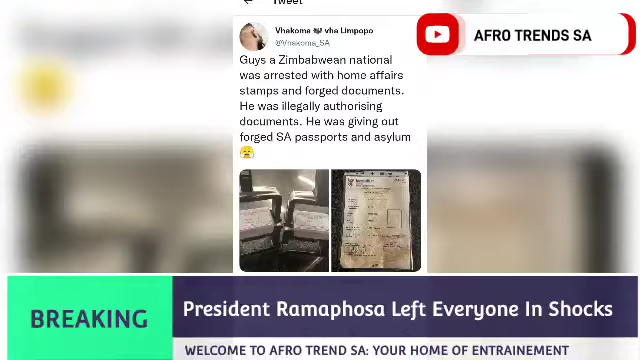 Tweet
Vhakoma vha Limpopo
@Vhakoma_SA
Guys a Zimbabwean national
was arrested with home affairs
stamps and forged documents.
He was illegally authorising
documents. He was giving out
forged SA passports and asylum
AFRO TRENDS SA
BREAKING
President Ramaphosa Left Everyone In Shocks
WELCOME TO AFRO TREND SA: YOUR HOME OF ENTRAINEMENT